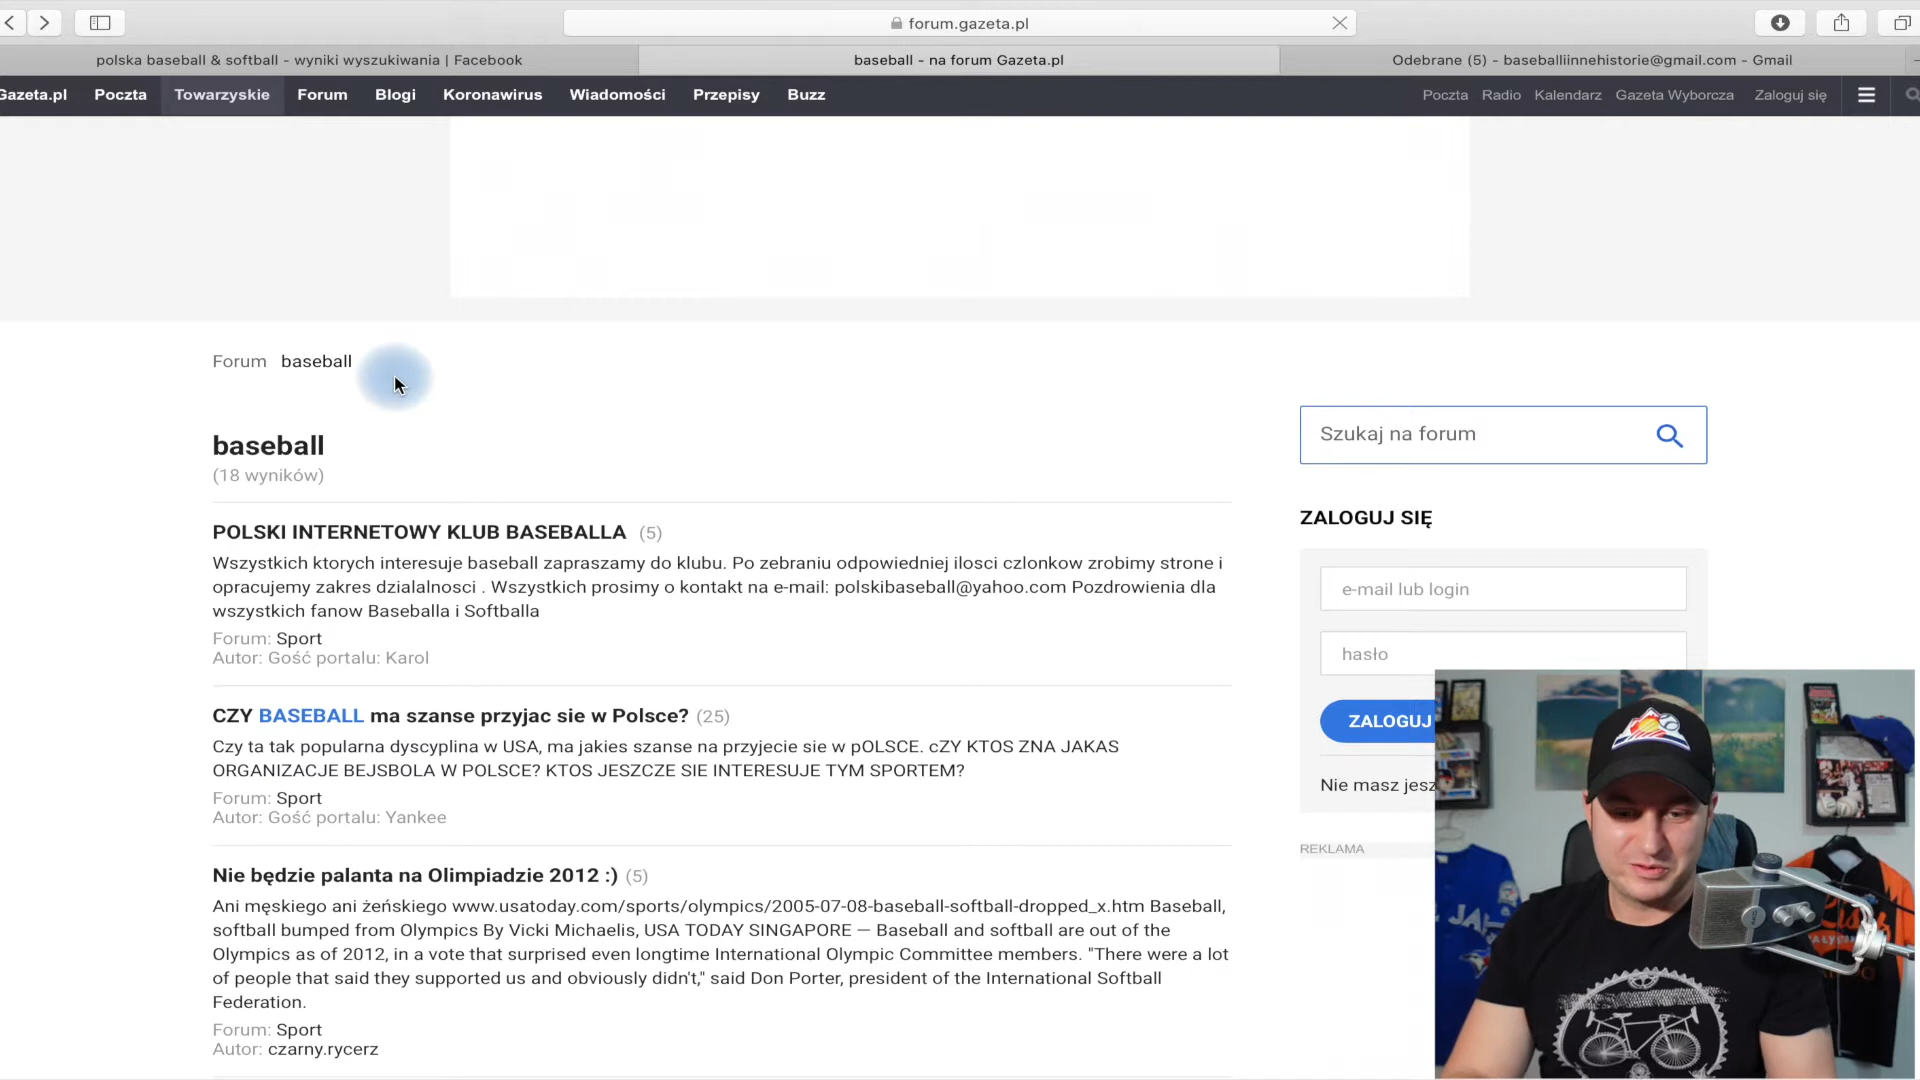 forum.gazeta.pl
polska baseball & softball - wyniki wyszukiwania | Facebook
baseball - na forum Gazeta.pl
Odebrane (5) - baseballiinnehistorie@gmail.com - Gmail
Gazeta.pl Poczta Towarzyskie Forum Blogi Koronawirus Wiadomości Przepisy Buzz
Poczta Radio Kalendarz Gazeta Wyborcza Zaloguj się
Forum baseball
baseball
(18 wyników)
POLSKI INTERNETOWY KLUB BASEBALLA (5)
Wszystkich ktorych interesuje baseball zapraszamy do klubu. Po zebraniu odpowiedniej ilosci czlonkow zrobimy strone i
opracujemy zakres dzialalnosci . Wszystkich prosimy o kontakt na e-mail: polskibaseball@yahoo.com Pozdrowienia dla
wszystkich fanow Baseballa i Softballa
Forum: Sport
Autor: Gość portalu: Karol
CZY BASEBALL ma szanse przyjac sie w Polsce? (25)
Czy ta tak popularna dyscyplina w USA, ma jakies szanse na przyjecie sie w pOLSCE. cZY KTOS ZNA JAKAS
ORGANIZACJE BEJSBOLA W POLSCE? KTOS JESZCZE SIE INTERESUJE TYM SPORTEM?
Forum: Sport
Autor: Gość portalu: Yankee
Nie będzie palanta na Olimpiadzie 2012 :) (5)
Ani męskiego ani żeńskiego www.usatoday.com/sports/olympics/2005-07-08-baseball-softball-dropped_x.htm Baseball,
softball bumped from Olympics By Vicki Michaelis, USA TODAY SINGAPORE — Baseball and softball are out of the
Olympics as of 2012, in a vote that surprised even longtime International Olympic Committee members. "There were a lot
of people that said they supported us and obviously didn't," said Don Porter, president of the International Softball
Federation.
Forum: Sport
Autor: czarny.rycerz
Szukaj na forum
ZALOGUJ SIĘ
e-mail lub login
hasło
ZALOGUJ
Nie masz jesz
REKLAMA